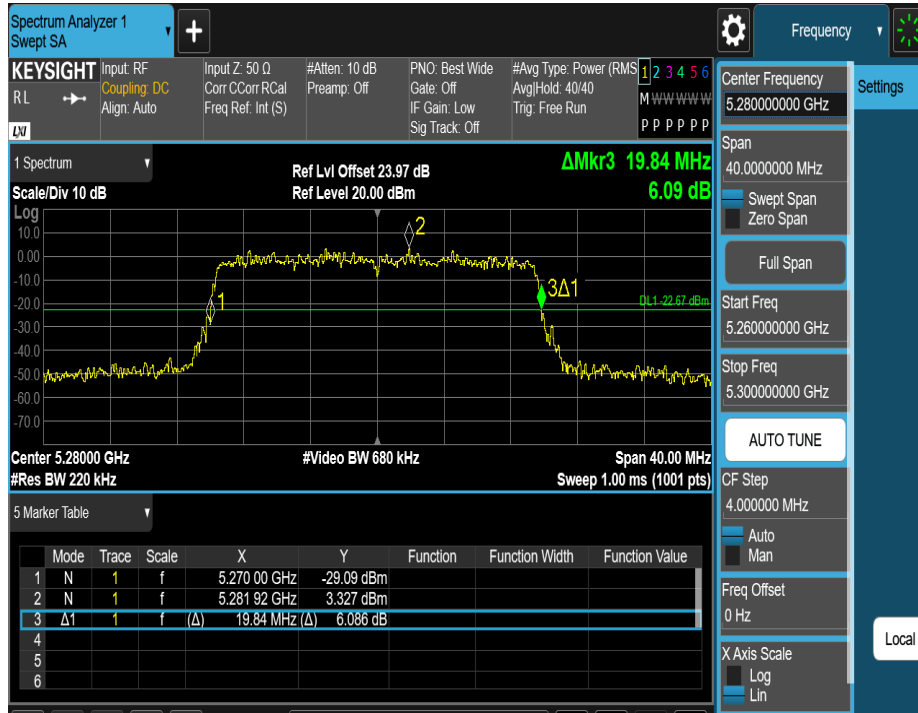 Spectrum Analyzer 1
Swept SA
+
Frequency
KEYSIGHT
RL
LXI
Input: RF
Coupling: DC
Align: Auto
Input Z: 50 Ω
Corr CCorr RCal
Freq Ref: Int (S)
#Atten: 10 dB
Preamp: Off
PNO: Best Wide
Gate: Off
IF Gain: Low
Sig Track: Off
#Avg Type: Power (RMS
Avg|Hold: 40/40
Trig: Free Run
1 2 3 4 5 6
M W W W W W
P P P P P P
1 Spectrum
Scale/Div 10 dB
Ref Lvl Offset 23.97 dB
Ref Level 20.00 dBm
ΔMkr3 19.84 MHz
6.09 dB
Log
10.0
0.00
-10.0
-20.0
-30.0
-40.0
-50.0
-60.0
-70.0
2
1
3Δ1
DL1 -22.67 dBm
Center 5.28000 GHz
#Video BW 680 kHz
Span 40.00 MHz
#Res BW 220 kHz
Sweep 1.00 ms (1001 pts)
5 Marker Table
Mode Trace Scale X Y Function Function Width Function Value
1 N 1 f 5.270 00 GHz -29.09 dBm
2 N 1 f 5.281 92 GHz 3.327 dBm
3 Δ1 1 f (Δ) 19.84 MHz (Δ) 6.086 dB
4
5
6
Center Frequency
5.280000000 GHz
Span
40.0000000 MHz
Swept Span
Zero Span
Full Span
Start Freq
5.260000000 GHz
Stop Freq
5.300000000 GHz
AUTO TUNE
CF Step
4.000000 MHz
Auto
Man
Freq Offset
0 Hz
X Axis Scale
Log
Lin
Settings
Local